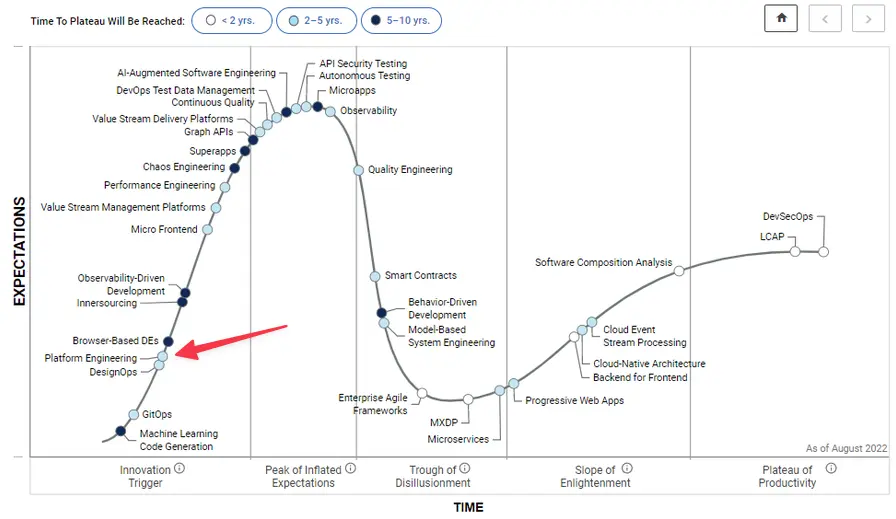 Time To Plateau Will Be Reached:
< 2 yrs.
2–5 yrs.
5–10 yrs.
EXPECTATIONS
AI-Augmented Software Engineering
DevOps Test Data Management
Continuous Quality
Value Stream Delivery Platforms
Graph APIs
Superapps
Chaos Engineering
Performance Engineering
Value Stream Management Platforms
Micro Frontend
Observability-Driven
Development
Innersourcing
Browser-Based DEs
Platform Engineering
DesignOps
GitOps
Machine Learning
Code Generation
API Security Testing
Autonomous Testing
Microapps
Observability
Quality Engineering
Smart Contracts
Behavior-Driven
Development
Model-Based
System Engineering
Enterprise Agile
Frameworks
MXDP
Microservices
Progressive Web Apps
Backend for Frontend
Cloud-Native Architecture
Cloud Event
Stream Processing
Software Composition Analysis
LCAP
DevSecOps
As of August 2022
Innovation
Trigger
Peak of Inflated
Expectations
Trough of
Disillusionment
Slope of
Enlightenment
Plateau of
Productivity
TIME